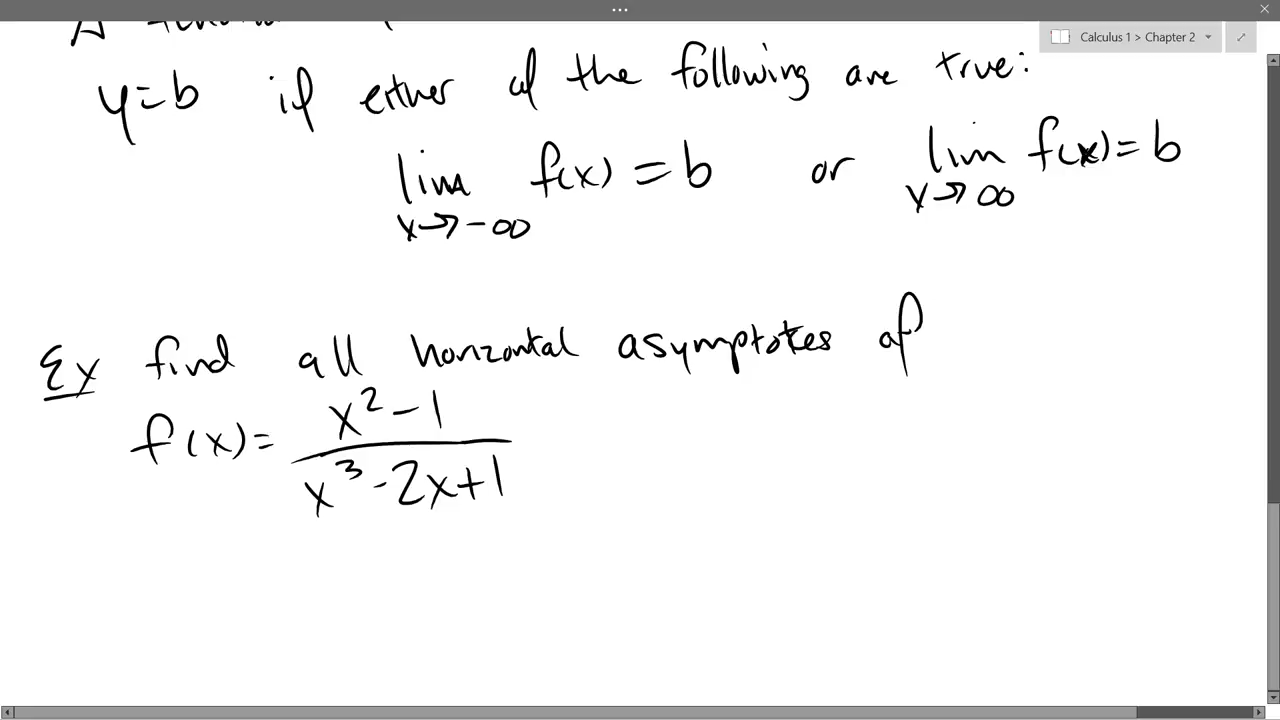 Calculus 1 > Chapter 2
A
y=b if either of the following are true:
lim x→-∞ f(x) = b or lim x→∞ f(x) = b
Ex find all horizontal asymptotes of
f(x) = (x² - 1)/(x³ - 2x + 1)